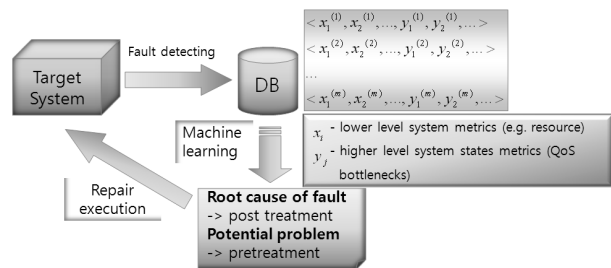 Target
System
Fault detecting
DB
< x₁⁽¹⁾, x₂⁽¹⁾,..., y₁⁽¹⁾, y₂⁽¹⁾,... >
< x₁⁽²⁾, x₂⁽²⁾,..., y₁⁽²⁾, y₂⁽²⁾,... >
...
< x₁⁽ᵐ⁾, x₂⁽ᵐ⁾,..., y₁⁽ᵐ⁾, y₂⁽ᵐ⁾,... >
xᵢ - lower level system metrics (e.g. resource)
yⱼ - higher level system states metrics (QoS
bottlenecks)
Machine
learning
Repair
execution
Root cause of fault
-> post treatment
Potential problem
-> pretreatment